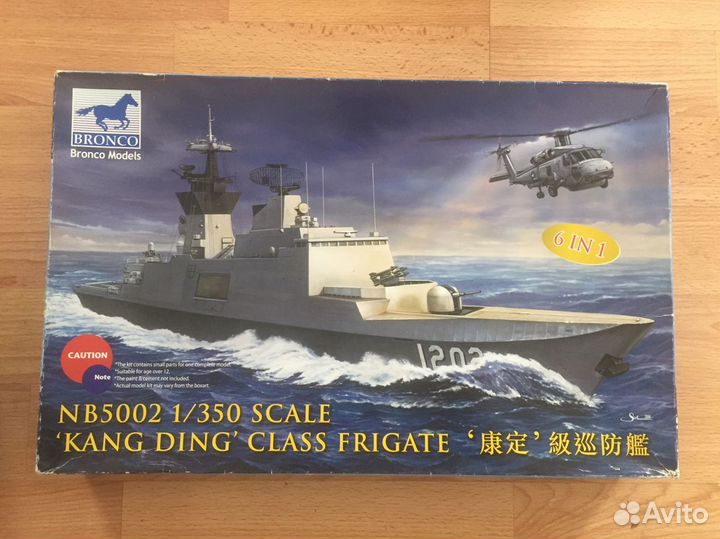 BRONCO
Bronco Models
6 IN 1
1202
CAUTION
Note
*The kit contains small parts for one complete model.
*Suitable for age over 12.
*The paint & cement not included.
*Actual model kit may vary from the boxart.
NB5002 1/350 SCALE
‘KANG DING’ CLASS FRIGATE ‘康定’級巡防艦
Avito